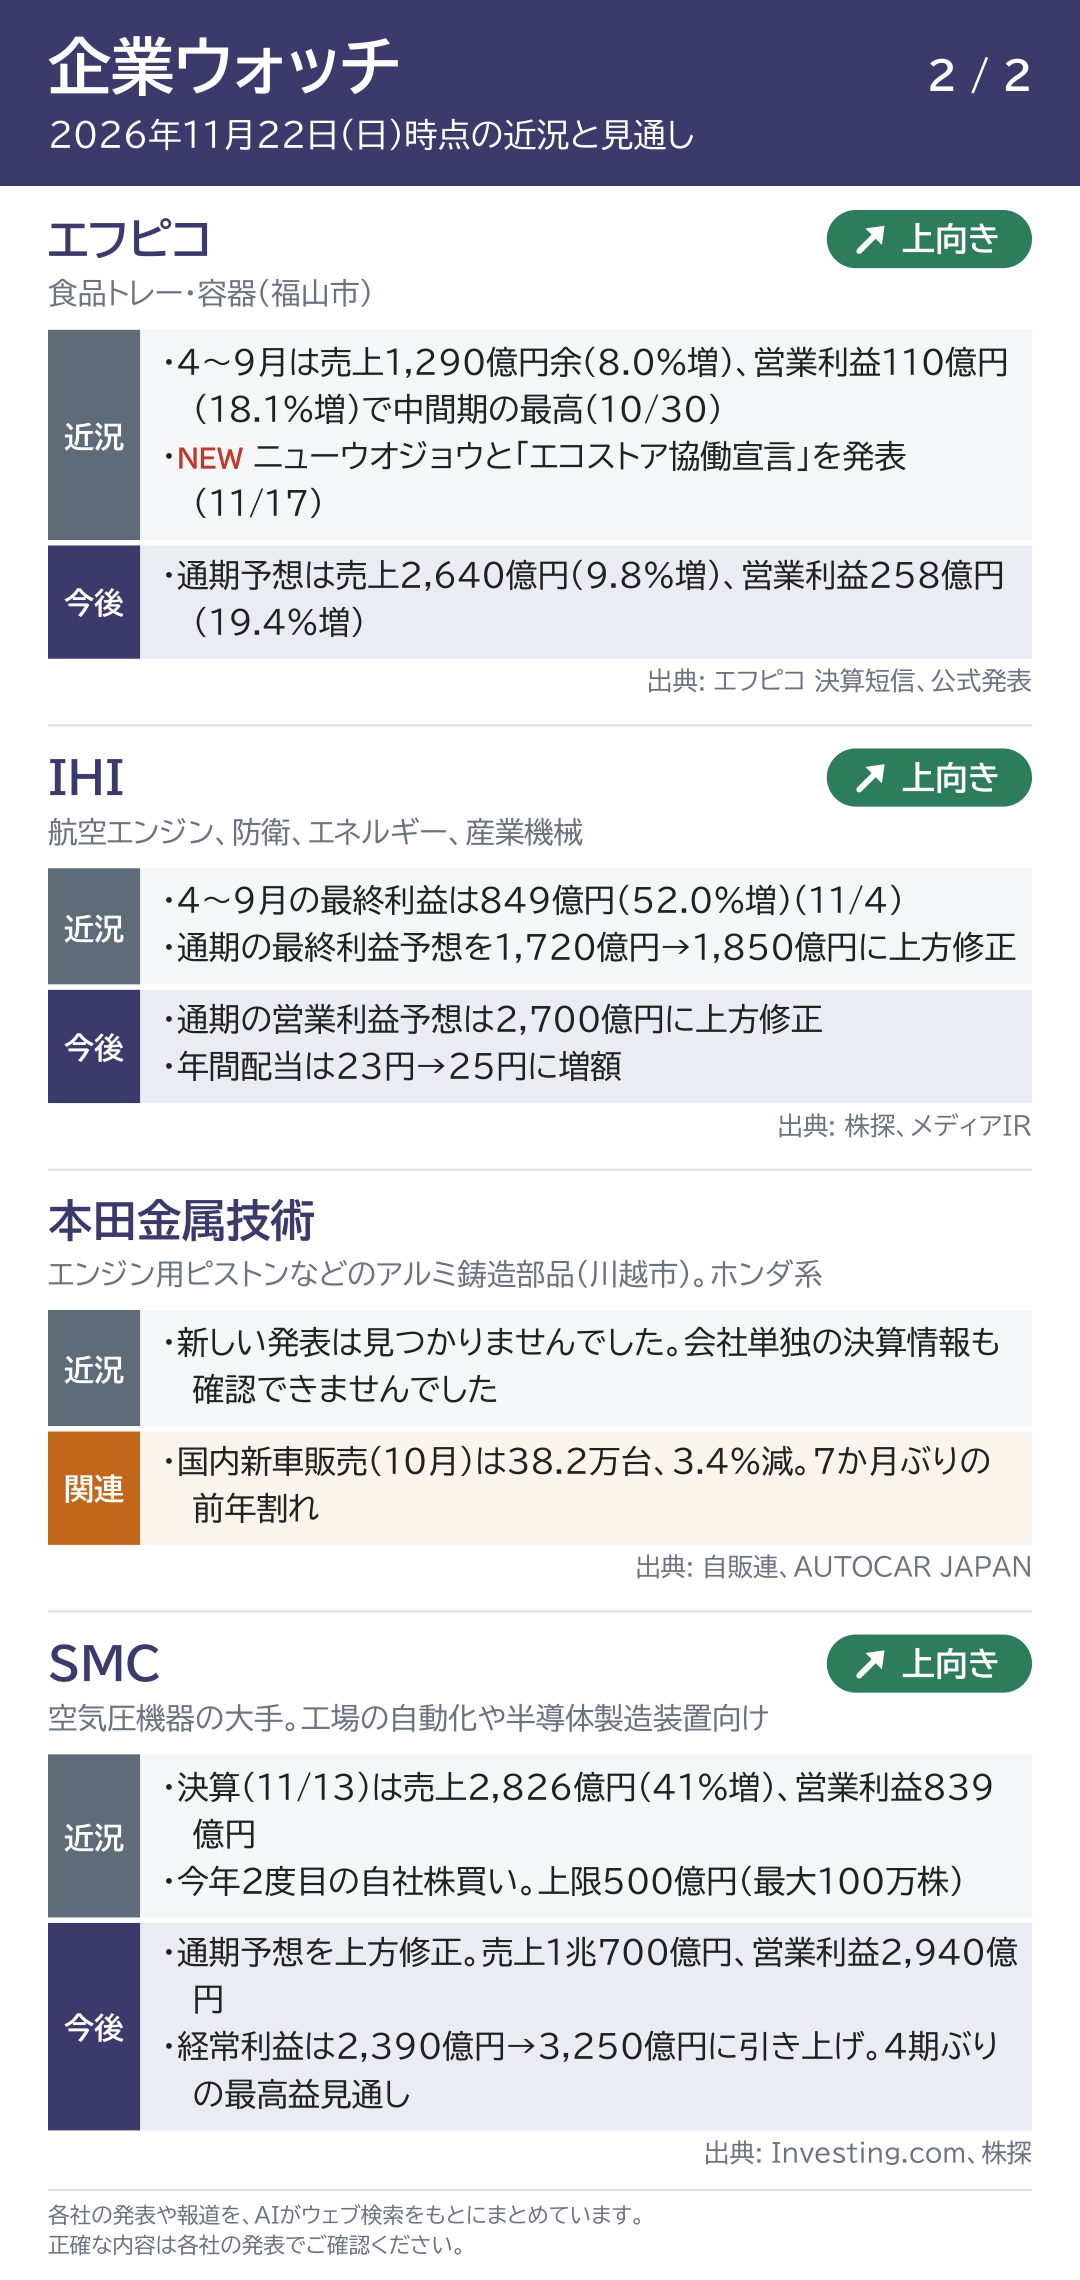 企業ウォッチ
2 / 2
2026年11月22日(日)時点の近況と見通し
エフピコ
上向き
食品トレー・容器(福山市)
近況
・4〜9月は売上1,290億円余(8.0%増)、営業利益110億円
(18.1%増)で中間期の最高(10/30)
・NEW ニューウオジョウと「エコストア協働宣言」を発表
(11/17)
今後
・通期予想は売上2,640億円(9.8%増)、営業利益258億円
(19.4%増)
出典: エフピコ 決算短信、公式発表
IHI
上向き
航空エンジン、防衛、エネルギー、産業機械
近況
・4〜9月の最終利益は849億円(52.0%増)(11/4)
・通期の最終利益予想を1,720億円→1,850億円に上方修正
今後
・通期の営業利益予想は2,700億円に上方修正
・年間配当は23円→25円に増額
出典: 株探、メディアIR
本田金属技術
エンジン用ピストンなどのアルミ鋳造部品(川越市)。ホンダ系
近況
・新しい発表は見つかりませんでした。会社単独の決算情報も
確認できませんでした
関連
・国内新車販売(10月)は38.2万台、3.4%減。7か月ぶりの
前年割れ
出典: 自販連、AUTOCAR JAPAN
SMC
上向き
空気圧機器の大手。工場の自動化や半導体製造装置向け
近況
・決算(11/13)は売上2,826億円(41%増)、営業利益839
億円
・今年2度目の自社株買い。上限500億円(最大100万株)
今後
・通期予想を上方修正。売上1兆700億円、営業利益2,940億
円
・経常利益は2,390億円→3,250億円に引き上げ。4期ぶり
の最高益見通し
出典: Investing.com、株探
各社の発表や報道を、AIがウェブ検索をもとにまとめています。
正確な内容は各社の発表でご確認ください。